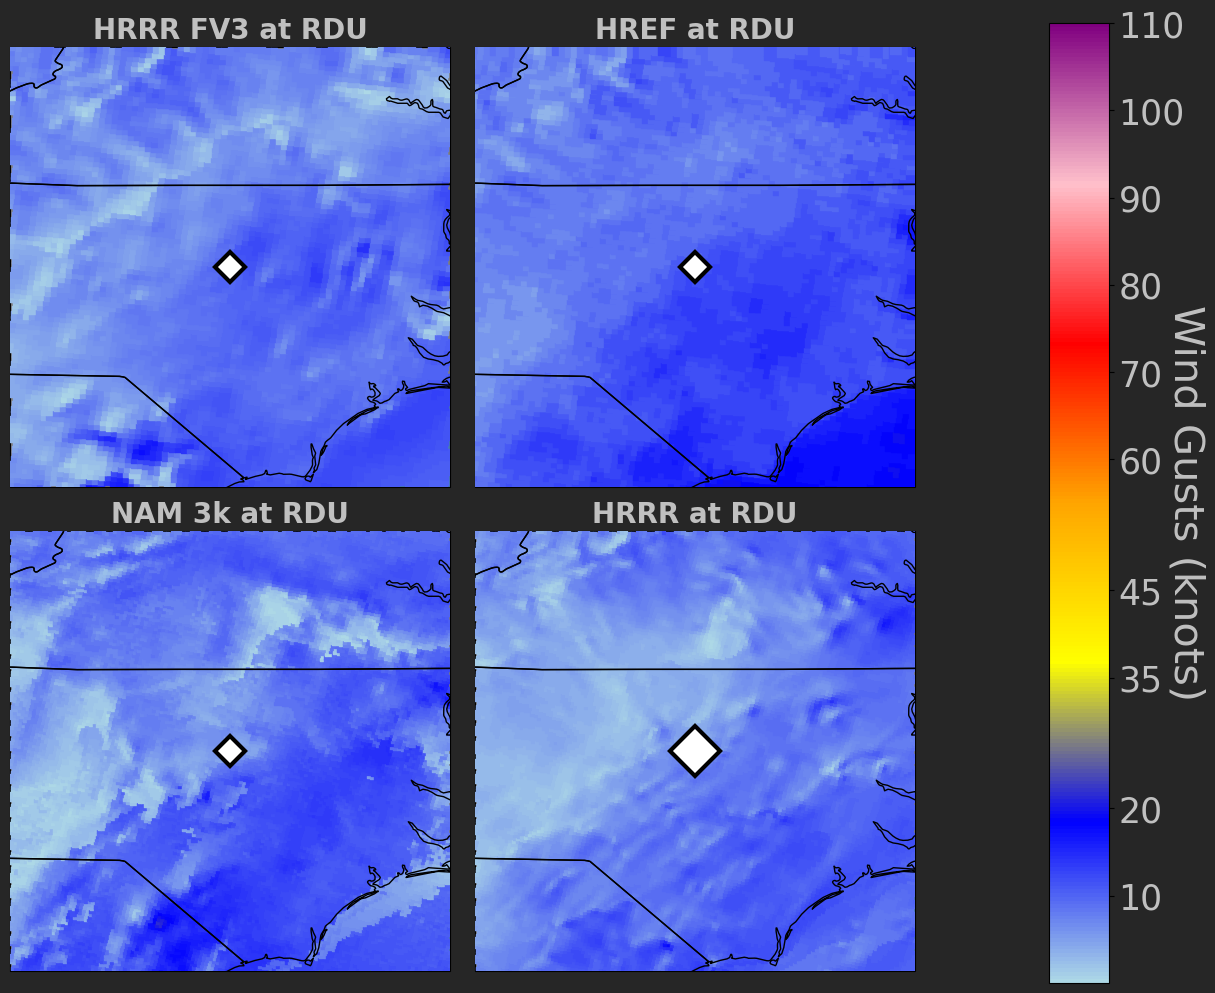 HRRR FV3 at RDU
HREF at RDU
NAM 3k at RDU
HRRR at RDU
110
100
90
80
70
60
45
35
20
10
Wind Gusts (knots)